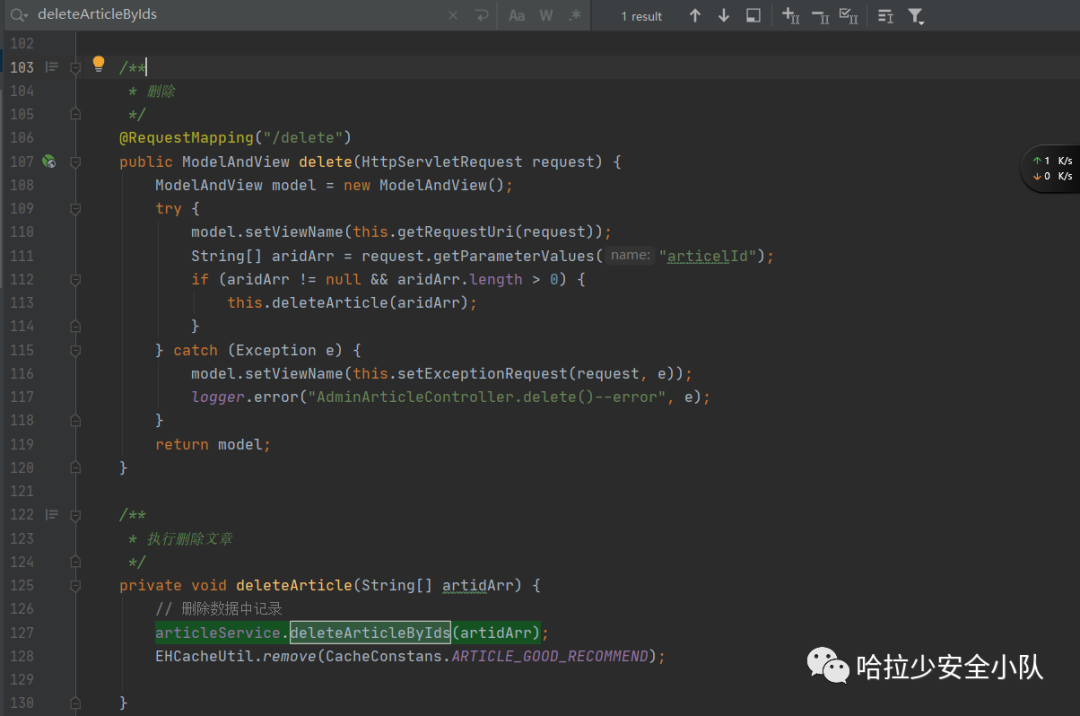 deleteArticleByIds Aa W .* 1 result
102
103 /**
104 * 删除
105 */
106 @RequestMapping("/delete")
107 public ModelAndView delete(HttpServletRequest request) {
108 ModelAndView model = new ModelAndView();
109 try {
110 model.setViewName(this.getRequestUri(request));
111 String[] aridArr = request.getParameterValues( name: "articelId");
112 if (aridArr != null && aridArr.length > 0) {
113 this.deleteArticle(aridArr);
114 }
115 } catch (Exception e) {
116 model.setViewName(this.setExceptionRequest(request, e));
117 logger.error("AdminArticleController.delete()--error", e);
118 }
119 return model;
120 }
121
122 /**
123 * 执行删除文章
124 */
125 private void deleteArticle(String[] artidArr) {
126 // 删除数据中记录
127 articleService.deleteArticleByIds(artidArr);
128 EHCacheUtil.remove(CacheConstans.ARTICLE_GOOD_RECOMMEND);
129
130 }
↑ 1 K/s
↓ 0 K/s
哈拉少安全小队